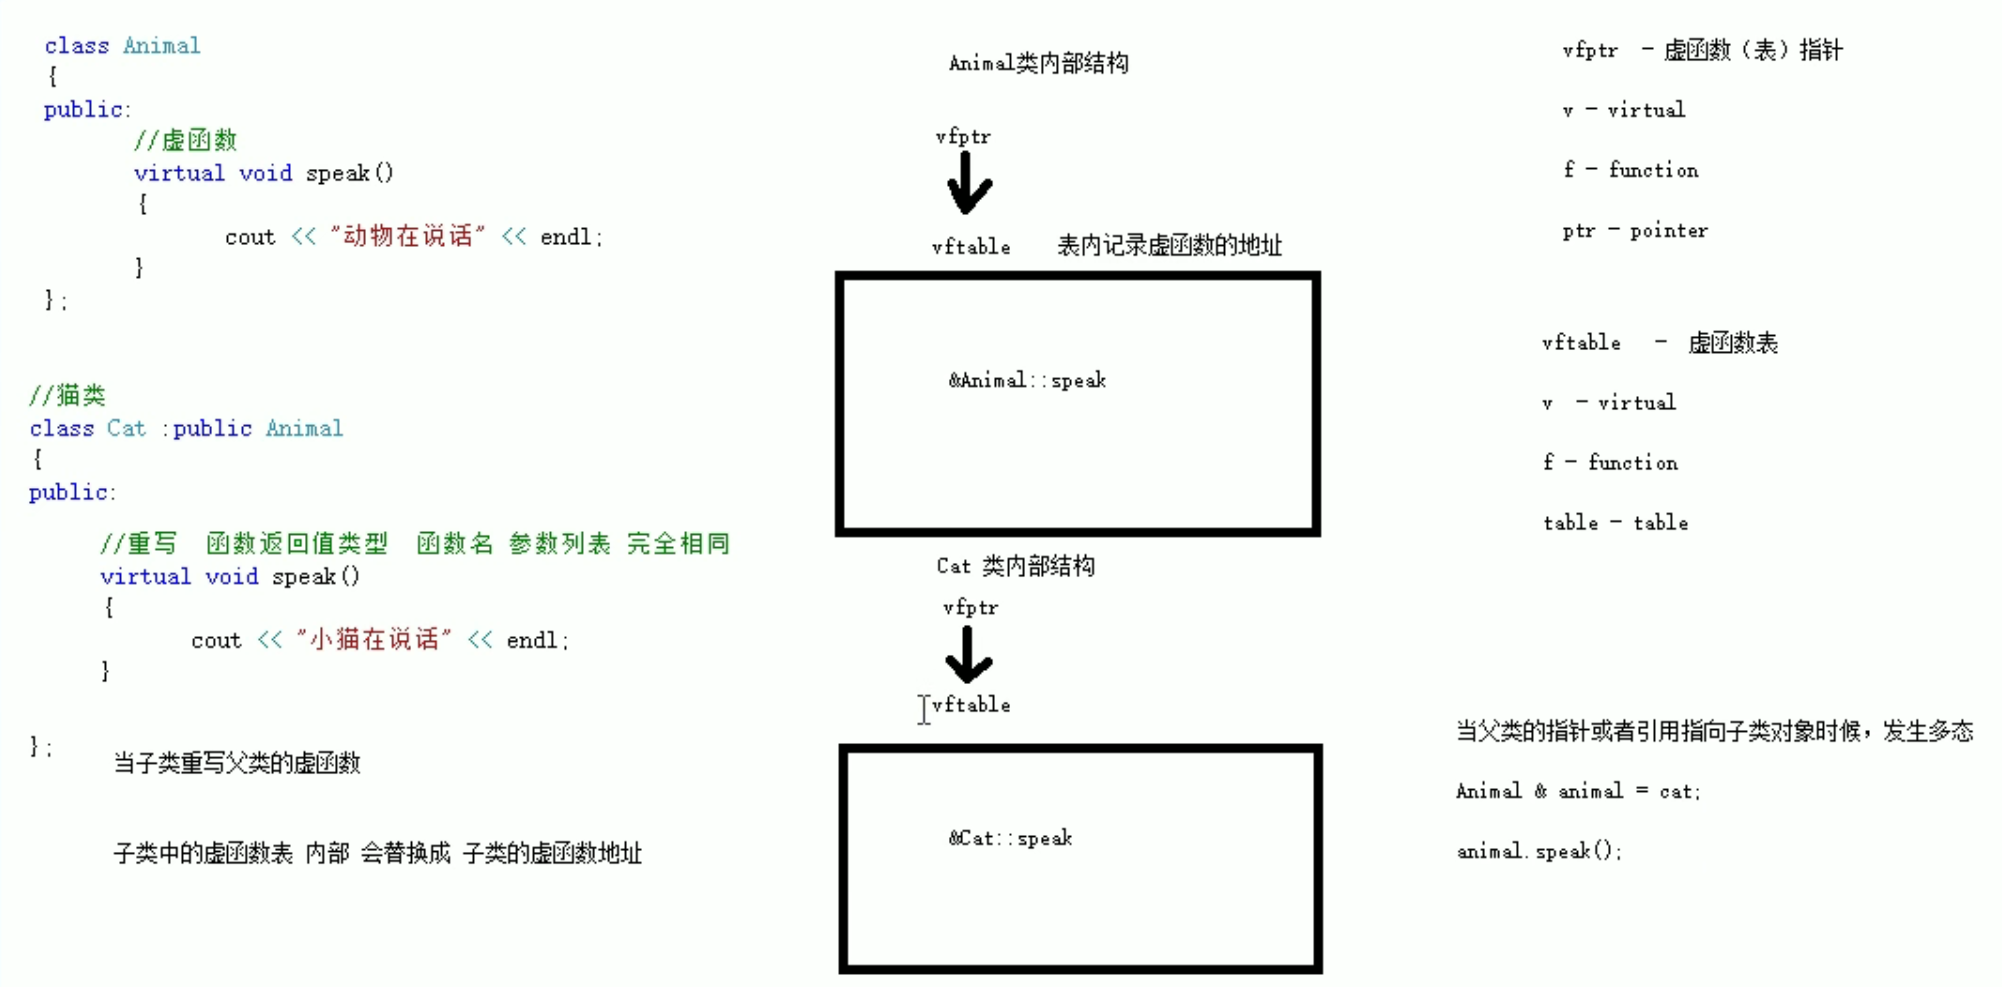 class Animal
{
public:
//虚函数
virtual void speak()
{
cout << "动物在说话" << endl;
}
};
//猫类
class Cat :public Animal
{
public:
//重写 函数返回值类型 函数名 参数列表 完全相同
virtual void speak()
{
cout << "小猫在说话" << endl;
}
};
当子类重写父类的虚函数
子类中的虚函数表 内部 会替换成 子类的虚函数地址
Animal类内部结构
vfptr
vftable 表内记录虚函数的地址
&Animal::speak
Cat 类内部结构
vfptr
vftable
&Cat::speak
vfptr - 虚函数（表）指针
v - virtual
f - function
ptr - pointer
vftable - 虚函数表
v - virtual
f - function
table - table
当父类的指针或者引用指向子类对象时候，发生多态
Animal & animal = cat;
animal.speak();